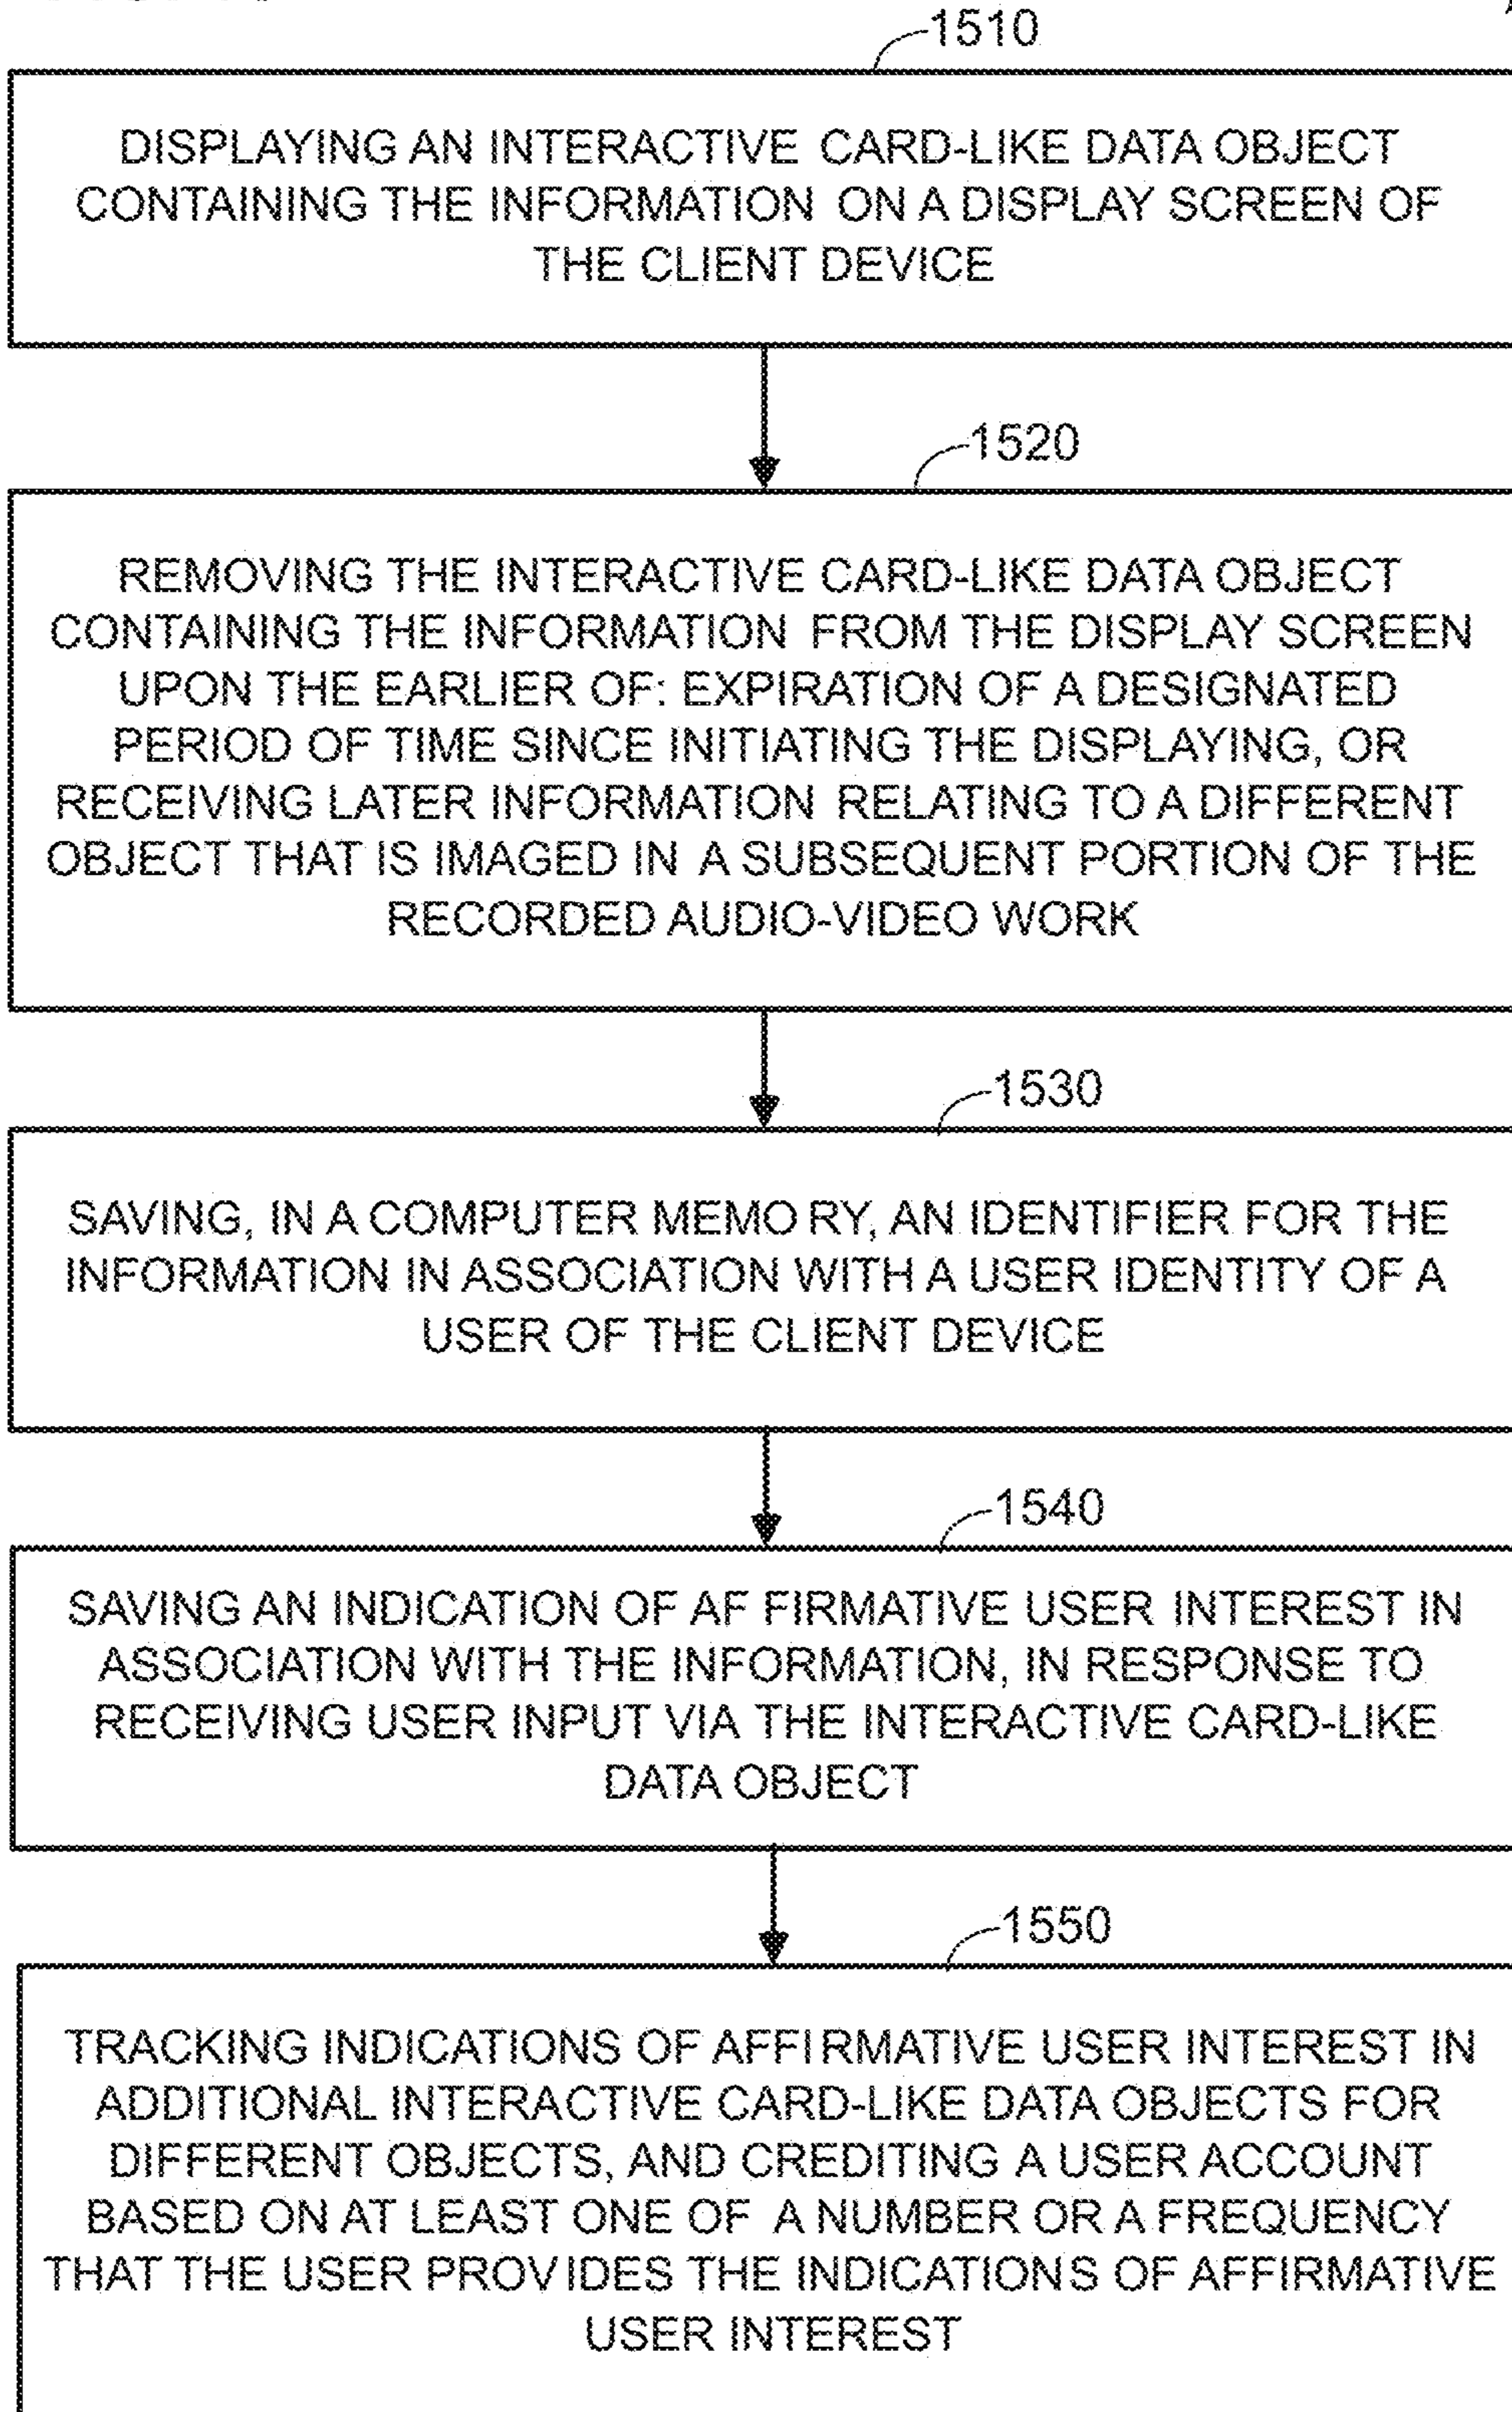 1510
DISPLAYING AN INTERACTIVE CARD-LIKE DATA OBJECT
CONTAINING THE INFORMATION ON A DISPLAY SCREEN OF
THE CLIENT DEVICE
1520
REMOVING THE INTERACTIVE CARD-LIKE DATA OBJECT
CONTAINING THE INFORMATION FROM THE DISPLAY SCREEN
UPON THE EARLIER OF: EXPIRATION OF A DESIGNATED
PERIOD OF TIME SINCE INITIATING THE DISPLAYING, OR
RECEIVING LATER INFORMATION RELATING TO A DIFFERENT
OBJECT THAT IS IMAGED IN A SUBSEQUENT PORTION OF THE
RECORDED AUDIO-VIDEO WORK
1530
SAVING, IN A COMPUTER MEMO RY, AN IDENTIFIER FOR THE
INFORMATION IN ASSOCIATION WITH A USER IDENTITY OF A
USER OF THE CLIENT DEVICE
1540
SAVING AN INDICATION OF AF FIRMATIVE USER INTEREST IN
ASSOCIATION WITH THE INFORMATION, IN RESPONSE TO
RECEIVING USER INPUT VIA THE INTERACTIVE CARD-LIKE
DATA OBJECT
1550
TRACKING INDICATIONS OF AFFIRMATIVE USER INTEREST IN
ADDITIONAL INTERACTIVE CARD-LIKE DATA OBJECTS FOR
DIFFERENT OBJECTS, AND CREDITING A USER ACCOUNT
BASED ON AT LEAST ONE OF A NUMBER OR A FREQUENCY
THAT THE USER PROVIDES THE INDICATIONS OF AFFIRMATIVE
USER INTEREST